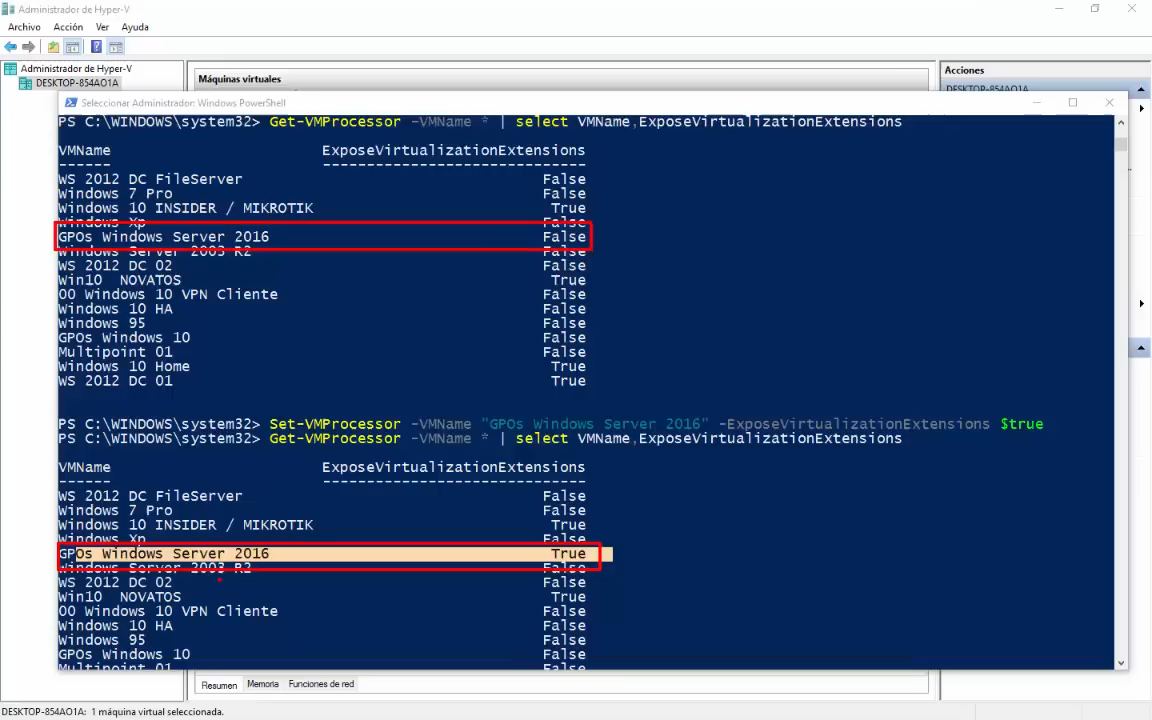 Administrador de Hyper-V
Archivo Acción Ver Ayuda
Administrador de Hyper-V
DESKTOP-854AO1A
Máquinas virtuales
Acciones
DESKTOP-854AO1A
Seleccionar Administrador: Windows PowerShell
PS C:\WINDOWS\system32> Get-VMProcessor -VMName * | select VMName,ExposeVirtualizationExtensions
VMName ExposeVirtualizationExtensions
------ ------------------------------
WS 2012 DC FileServer False
Windows 7 Pro False
Windows 10 INSIDER / MIKROTIK True
Windows Xp False
GPOs Windows Server 2016 False
Windows Server 2003 R2 False
WS 2012 DC 02 False
Win10  NOVATOS True
00 Windows 10 VPN Cliente False
Windows 10 HA False
Windows 95 False
GPOs Windows 10 False
Multipoint 01 False
Windows 10 Home True
WS 2012 DC 01 True
PS C:\WINDOWS\system32> Set-VMProcessor -VMName "GPOs Windows Server 2016" -ExposeVirtualizationExtensions $true
PS C:\WINDOWS\system32> Get-VMProcessor -VMName * | select VMName,ExposeVirtualizationExtensions
VMName ExposeVirtualizationExtensions
------ ------------------------------
WS 2012 DC FileServer False
Windows 7 Pro False
Windows 10 INSIDER / MIKROTIK True
Windows Xp False
GPOs Windows Server 2016 True
Windows Server 2003 R2 False
WS 2012 DC 02 False
Win10  NOVATOS True
00 Windows 10 VPN Cliente False
Windows 10 HA False
Windows 95 False
GPOs Windows 10 False
Multipoint 01 False
Resumen Memoria Funciones de red
DESKTOP-854AO1A: 1 máquina virtual seleccionada.